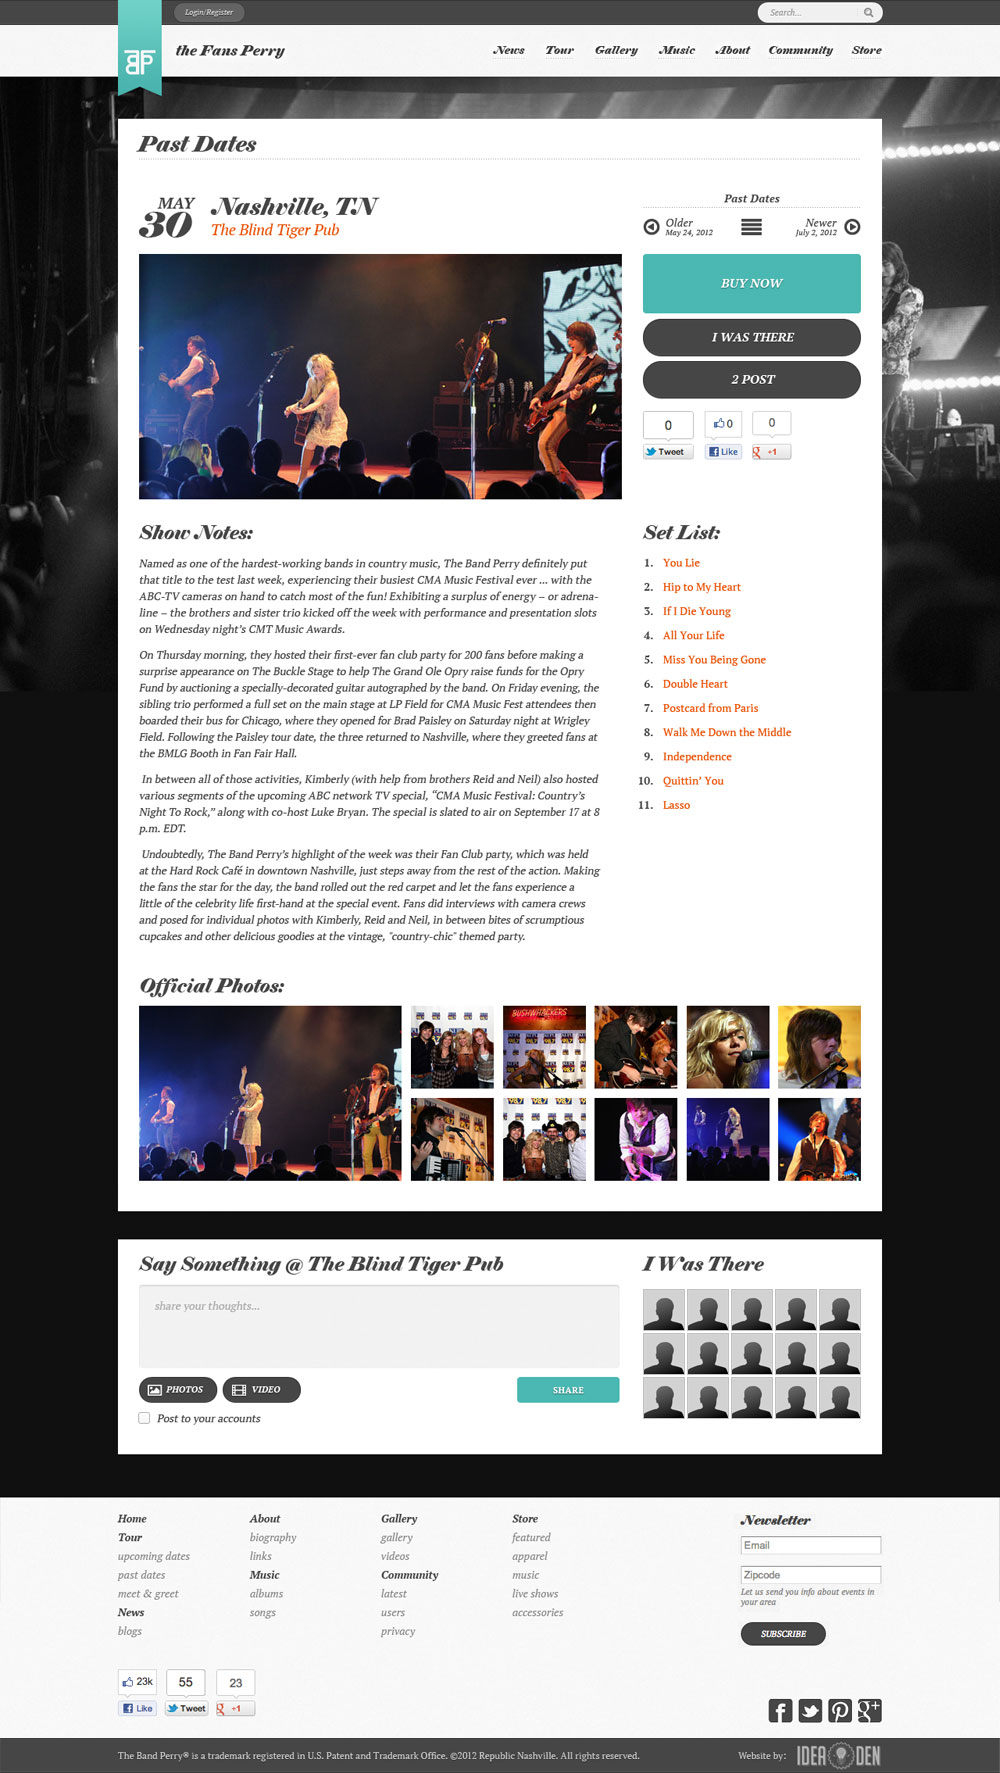 Login/Register
Search...
BP
the Fans Perry
News Tour Gallery Music About Community Store
Past Dates
MAY
30
Nashville, TN
The Blind Tiger Pub
Past Dates
Older
May 24, 2012
Newer
July 2, 2012
BUY NOW
I WAS THERE
2 POST
0 0 0
Tweet Like +1
Show Notes:
Named as one of the hardest-working bands in country music, The Band Perry definitely put
that title to the test last week, experiencing their busiest CMA Music Festival ever ... with the
ABC-TV cameras on hand to catch most of the fun! Exhibiting a surplus of energy – or adrena-
line – the brothers and sister trio kicked off the week with performance and presentation slots
on Wednesday night’s CMT Music Awards.
On Thursday morning, they hosted their first-ever fan club party for 200 fans before making a
surprise appearance on The Buckle Stage to help The Grand Ole Opry raise funds for the Opry
Fund by auctioning a specially-decorated guitar autographed by the band. On Friday evening, the
sibling trio performed a full set on the main stage at LP Field for CMA Music Fest attendees then
boarded their bus for Chicago, where they opened for Brad Paisley on Saturday night at Wrigley
Field. Following the Paisley tour date, the three returned to Nashville, where they greeted fans at
the BMLG Booth in Fan Fair Hall.
In between all of those activities, Kimberly (with help from brothers Reid and Neil) also hosted
various segments of the upcoming ABC network TV special, “CMA Music Festival: Country’s
Night To Rock,” along with co-host Luke Bryan. The special is slated to air on September 17 at 8
p.m. EDT.
Undoubtedly, The Band Perry’s highlight of the week was their Fan Club party, which was held
at the Hard Rock Café in downtown Nashville, just steps away from the rest of the action. Making
the fans the star for the day, the band rolled out the red carpet and let the fans experience a
little of the celebrity life first-hand at the special event. Fans did interviews with camera crews
and posed for individual photos with Kimberly, Reid and Neil, in between bites of scrumptious
cupcakes and other delicious goodies at the vintage, "country-chic" themed party.
Set List:
1. You Lie
2. Hip to My Heart
3. If I Die Young
4. All Your Life
5. Miss You Being Gone
6. Double Heart
7. Postcard from Paris
8. Walk Me Down the Middle
9. Independence
10. Quittin’ You
11. Lasso
Official Photos:
BUSHWHACKERS
98.7
Say Something @ The Blind Tiger Pub
share your thoughts...
PHOTOS
VIDEO
SHARE
Post to your accounts
I Was There
Home
Tour
upcoming dates
past dates
meet & greet
News
blogs
About
biography
links
Music
albums
songs
Gallery
gallery
videos
Community
latest
users
privacy
Store
featured
apparel
music
live shows
accessories
Newsletter
Email
Zipcode
Let us send you info about events in
your area
SUBSCRIBE
23k 55 23
Like Tweet +1
The Band Perry® is a trademark registered in U.S. Patent and Trademark Office. ©2012 Republic Nashville. All rights reserved.
Website by: IDEA DEN